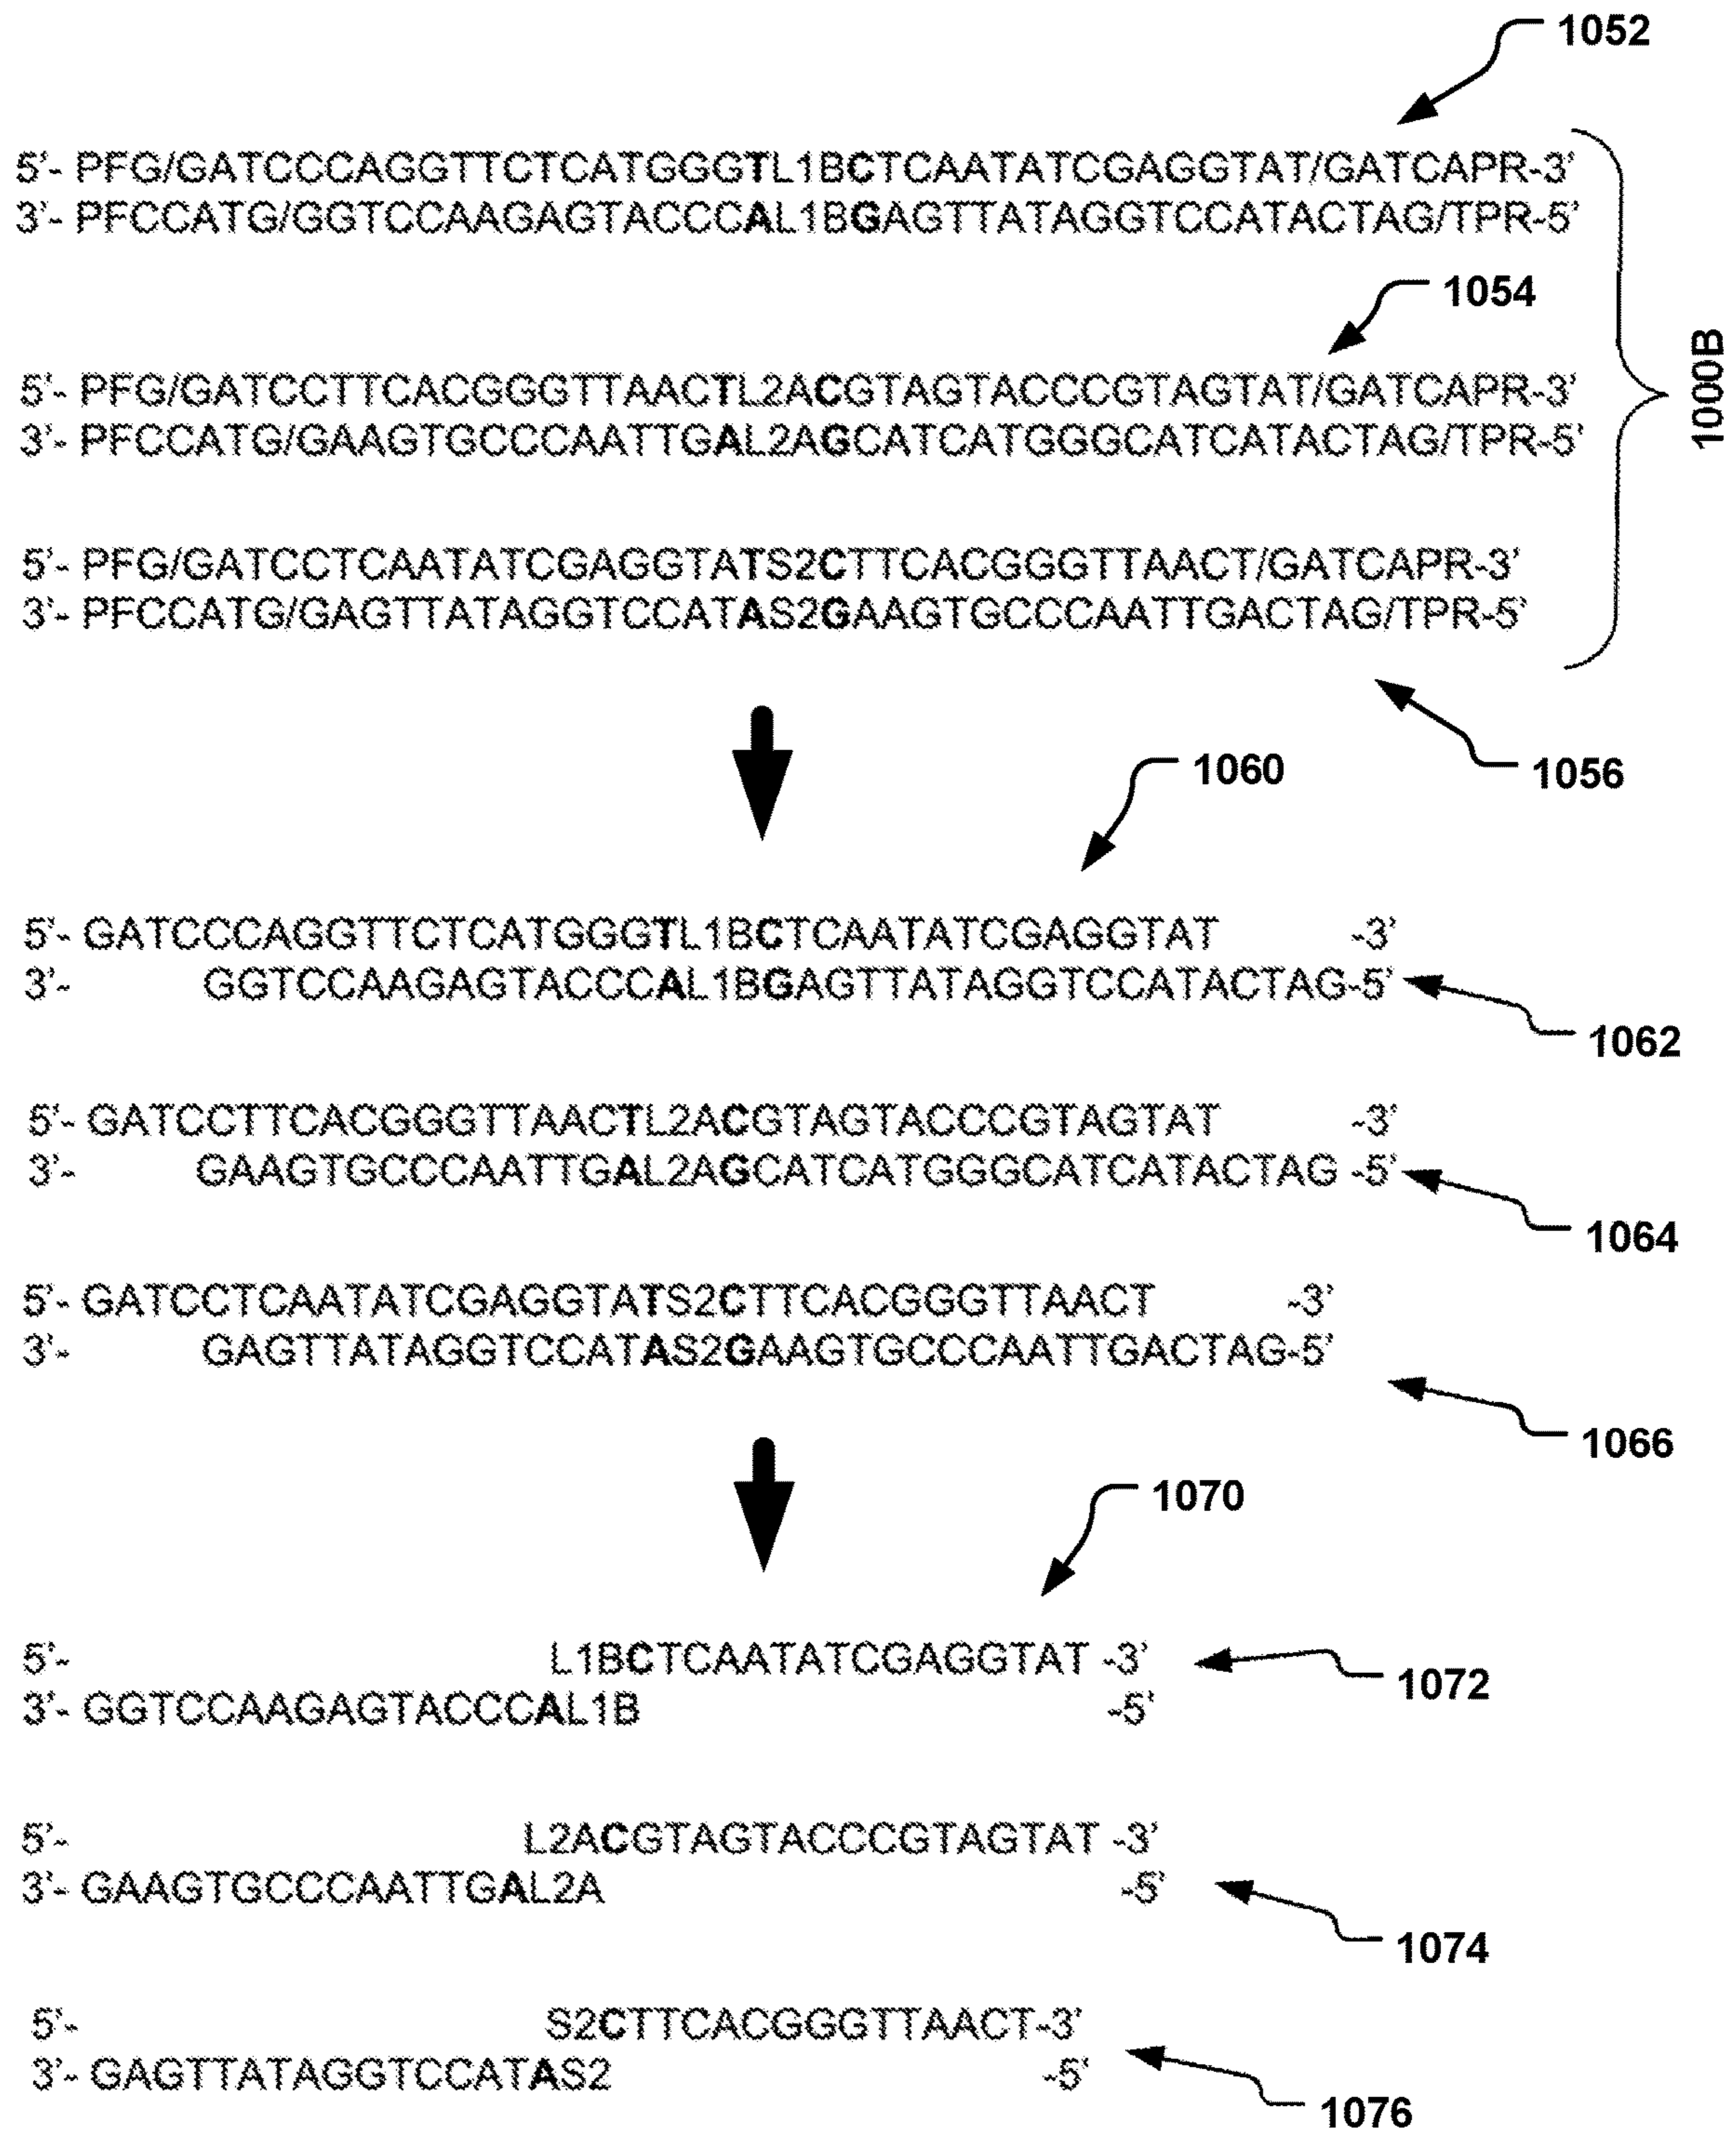 1052
5'- PFG/GATCCCAGGTTCTCATGGGTL1BCTCAATATCGAGGTAT/GATCAPR-3'
3'- PFCCATG/GGTCCAAGAGTACCCAL1BGAGTTATAGGTCCATACTAG/TPR-5'
1054
5'- PFG/GATCCTTCACGGGTTAACTL2ACGTAGTACCCGTAGTAT/GATCAPR-3'
3'- PFCCATG/GAAGTGCCCAATTGAL2AGCATCATGGGCATCATACTAG/TPR-5'
1000B
5'- PFG/GATCCTCAATATCGAGGTATS2CTTCACGGGTTAACT/GATCAPR-3'
3'- PFCCATG/GAGTTATAGGTCCATAS2GAAGTGCCCAATTGACTAG/TPR-5'
1056
1060
5'- GATCCCAGGTTCTCATGGGTL1BCTCAATATCGAGGTAT -3'
3'- GGTCCAAGAGTACCCAL1BGAGTTATAGGTCCATACTAG-5'
1062
5'- GATCCTTCACGGGTTAACTL2ACGTAGTACCCGTAGTAT -3'
3'- GAAGTGCCCAATTGAL2AGCATCATGGGCATCATACTAG -5'
1064
5'- GATCCTCAATATCGAGGTATS2CTTCACGGGTTAACT -3'
3'- GAGTTATAGGTCCATAS2GAAGTGCCCAATTGACTAG-5'
1066
1070
5'- L1BCTCAATATCGAGGTAT -3'
3'- GGTCCAAGAGTACCCAL1B -5'
1072
5'- L2ACGTAGTACCCGTAGTAT -3'
3'- GAAGTGCCCAATTGAL2A -5'
1074
5'- S2CTTCACGGGTTAACT-3'
3'- GAGTTATAGGTCCATAS2 -5'
1076